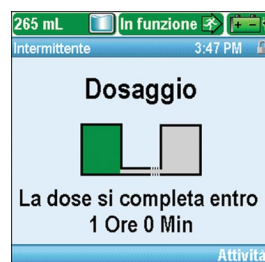 265 mL In funzione
Intermittente 3:47 PM
Dosaggio
La dose si completa entro
1 Ore 0 Min
Attività